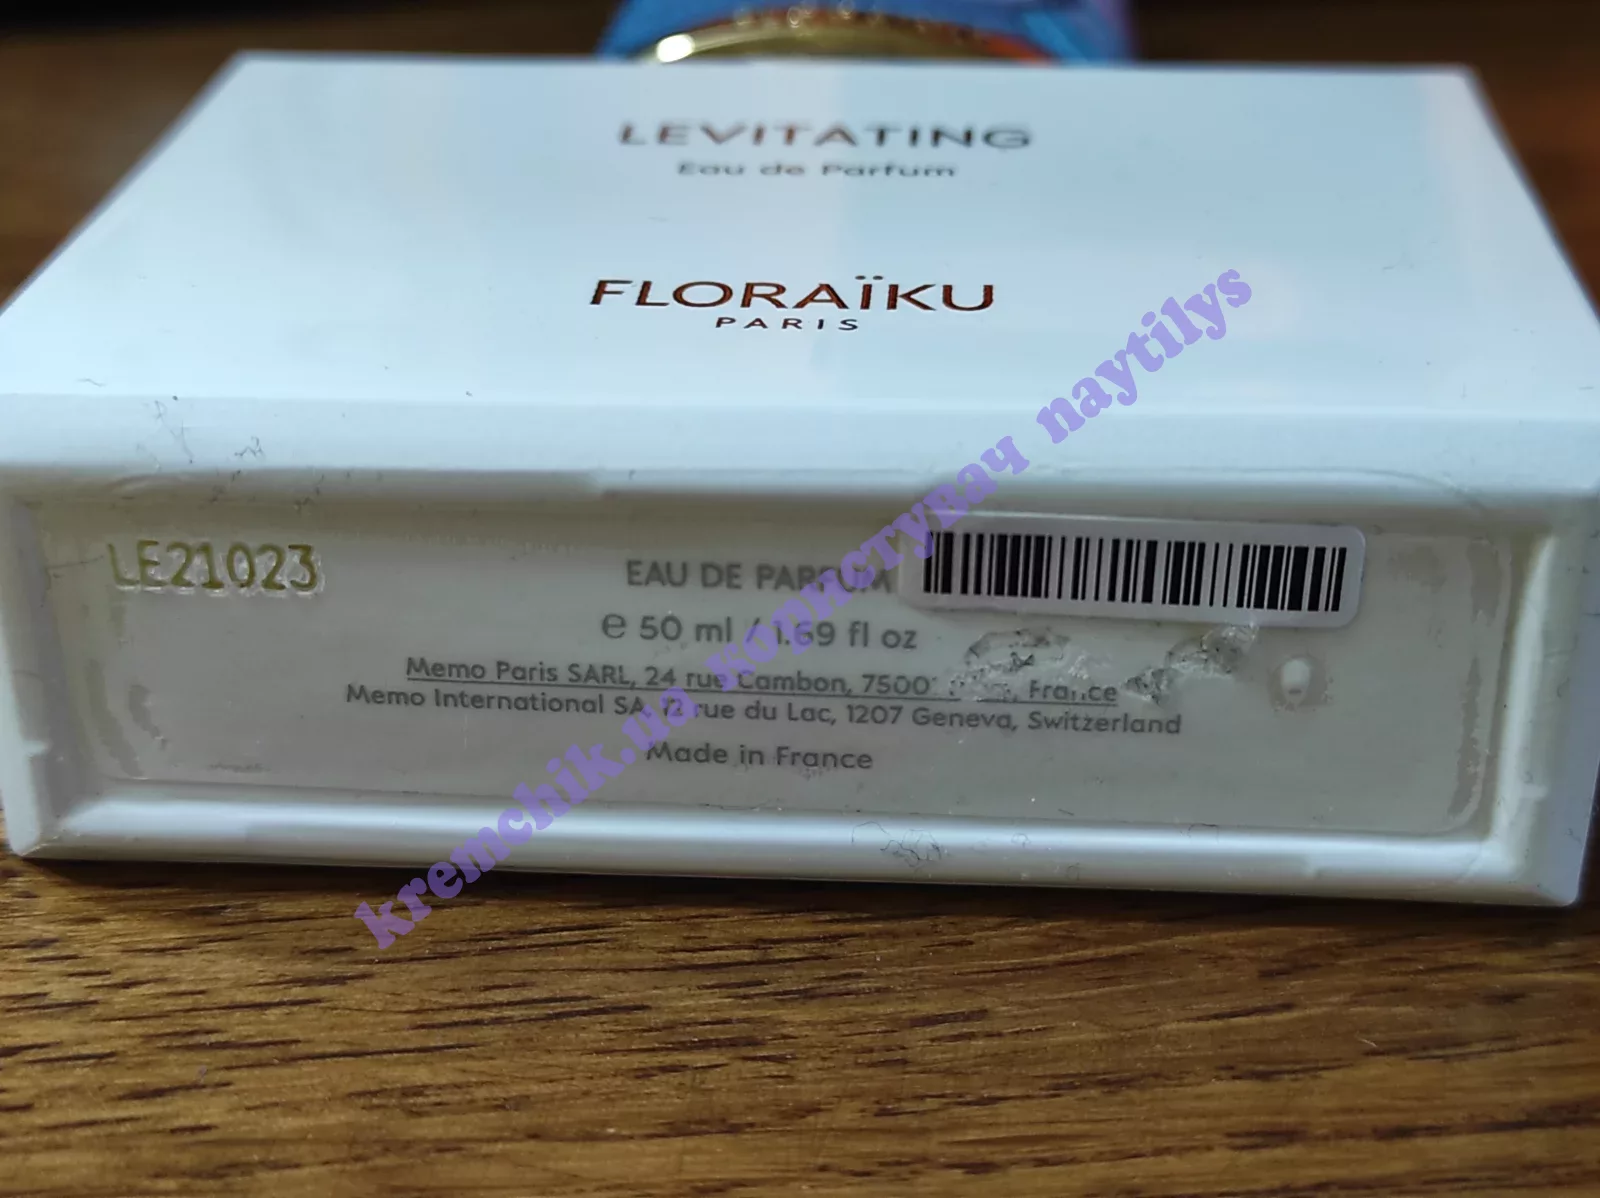 LEVITATING
Eau de Parfum
FLORAÏKU
PARIS
LE21023
EAU DE PARFUM
℮ 50 ml / 1.69 fl oz
Memo Paris SARL, 24 rue Cambon, 7500 France
Memo International SA, 12 rue du Lac, 1207 Geneva, Switzerland
Made in France
kremchik.ua користувач naytilys